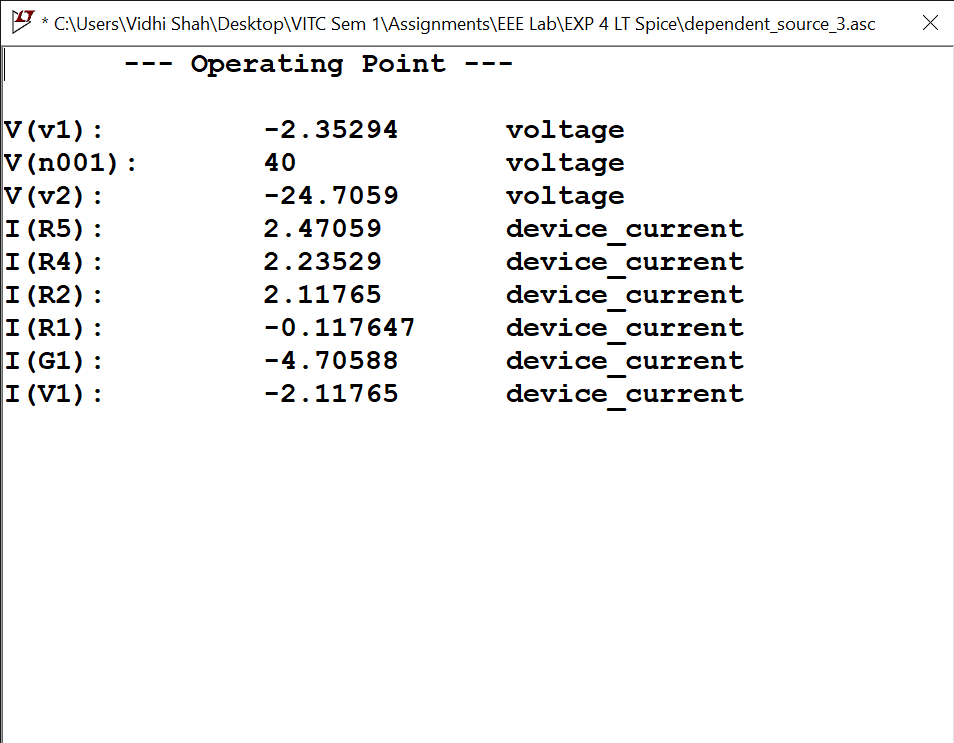 * C:\Users\Vidhi Shah\Desktop\VITC Sem 1\Assignments\EEE Lab\EXP 4 LT Spice\dependent_source_3.asc
--- Operating Point ---
V(v1): -2.35294 voltage
V(n001): 40 voltage
V(v2): -24.7059 voltage
I(R5): 2.47059 device_current
I(R4): 2.23529 device_current
I(R2): 2.11765 device_current
I(R1): -0.117647 device_current
I(G1): -4.70588 device_current
I(V1): -2.11765 device_current